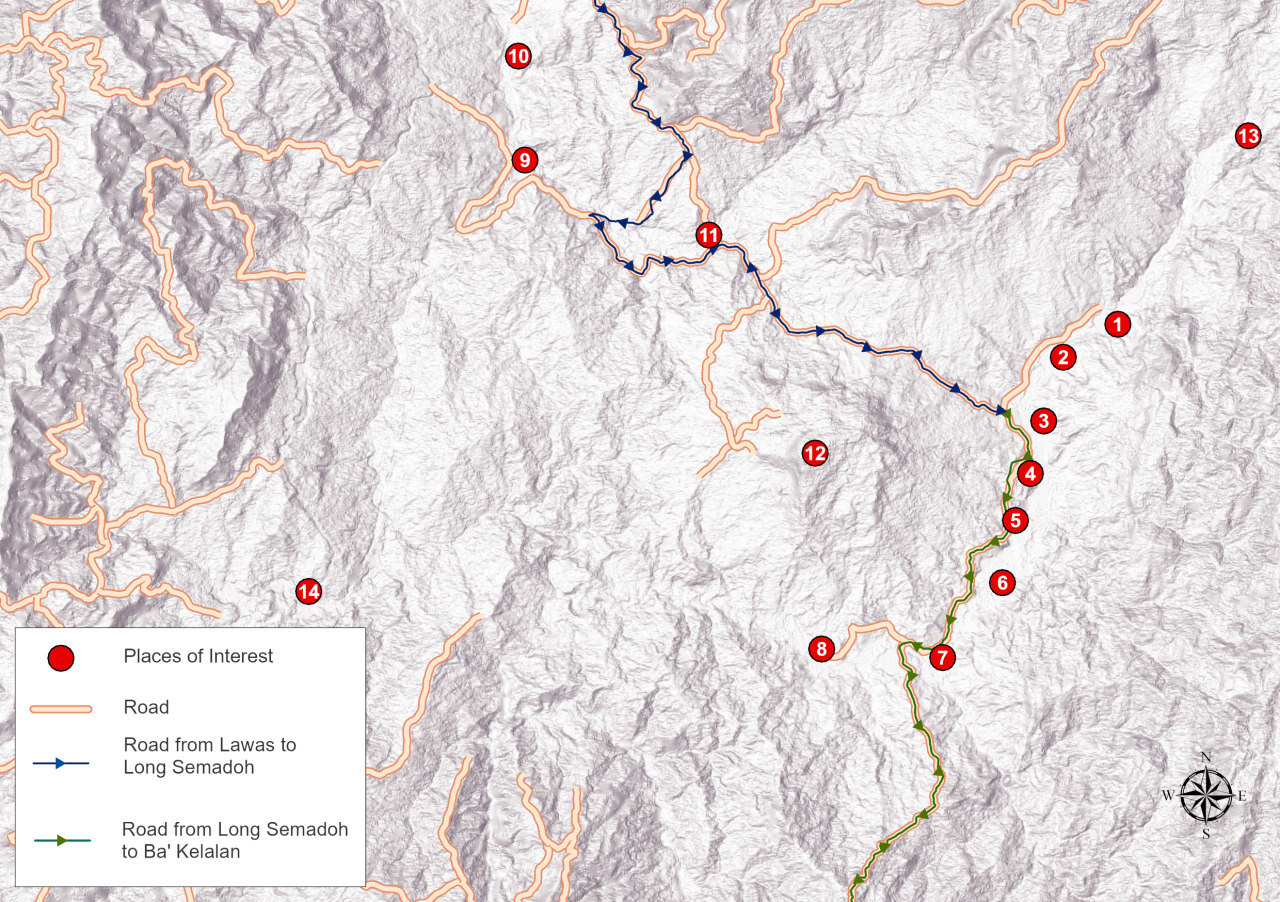 10
13
9
11
1
2
3
12
4
5
6
14
8
7
Places of Interest
Road
Road from Lawas to
Long Semadoh
Road from Long Semadoh
to Ba' Kelalan
N
W
E
S